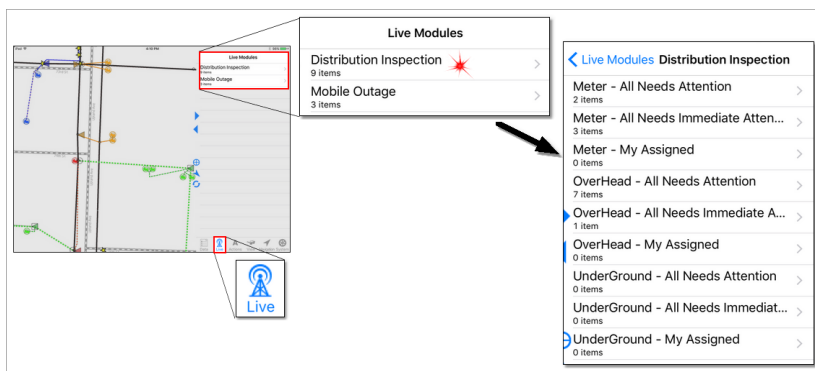 Live Modules
Distribution Inspection
9 items
Mobile Outage
3 items
Live Modules
Distribution Inspection
9 items
Mobile Outage
3 items
Live
Live Modules Distribution Inspection
Meter - All Needs Attention
2 items
Meter - All Needs Immediate Atten...
3 items
Meter - My Assigned
0 items
OverHead - All Needs Attention
7 items
OverHead - All Needs Immediate A...
1 item
OverHead - My Assigned
0 items
UnderGround - All Needs Attention
0 items
UnderGround - All Needs Immediat...
0 items
UnderGround - My Assigned
0 items